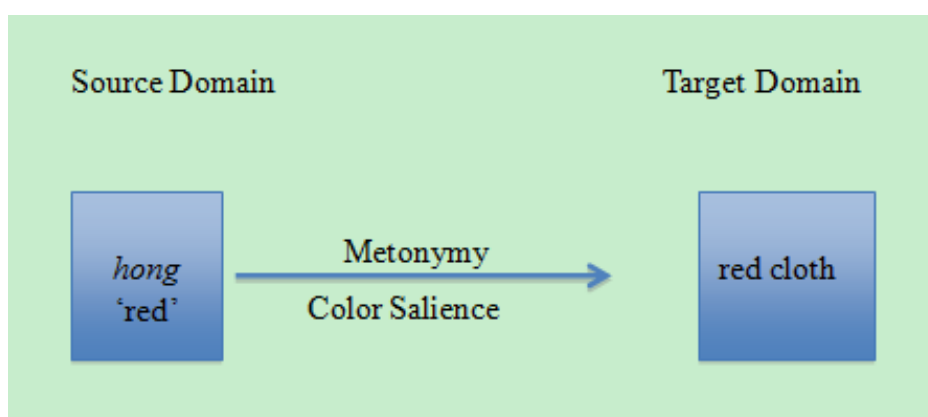 Source Domain
Target Domain
hong
‘red’
Metonymy
Color Salience
red cloth